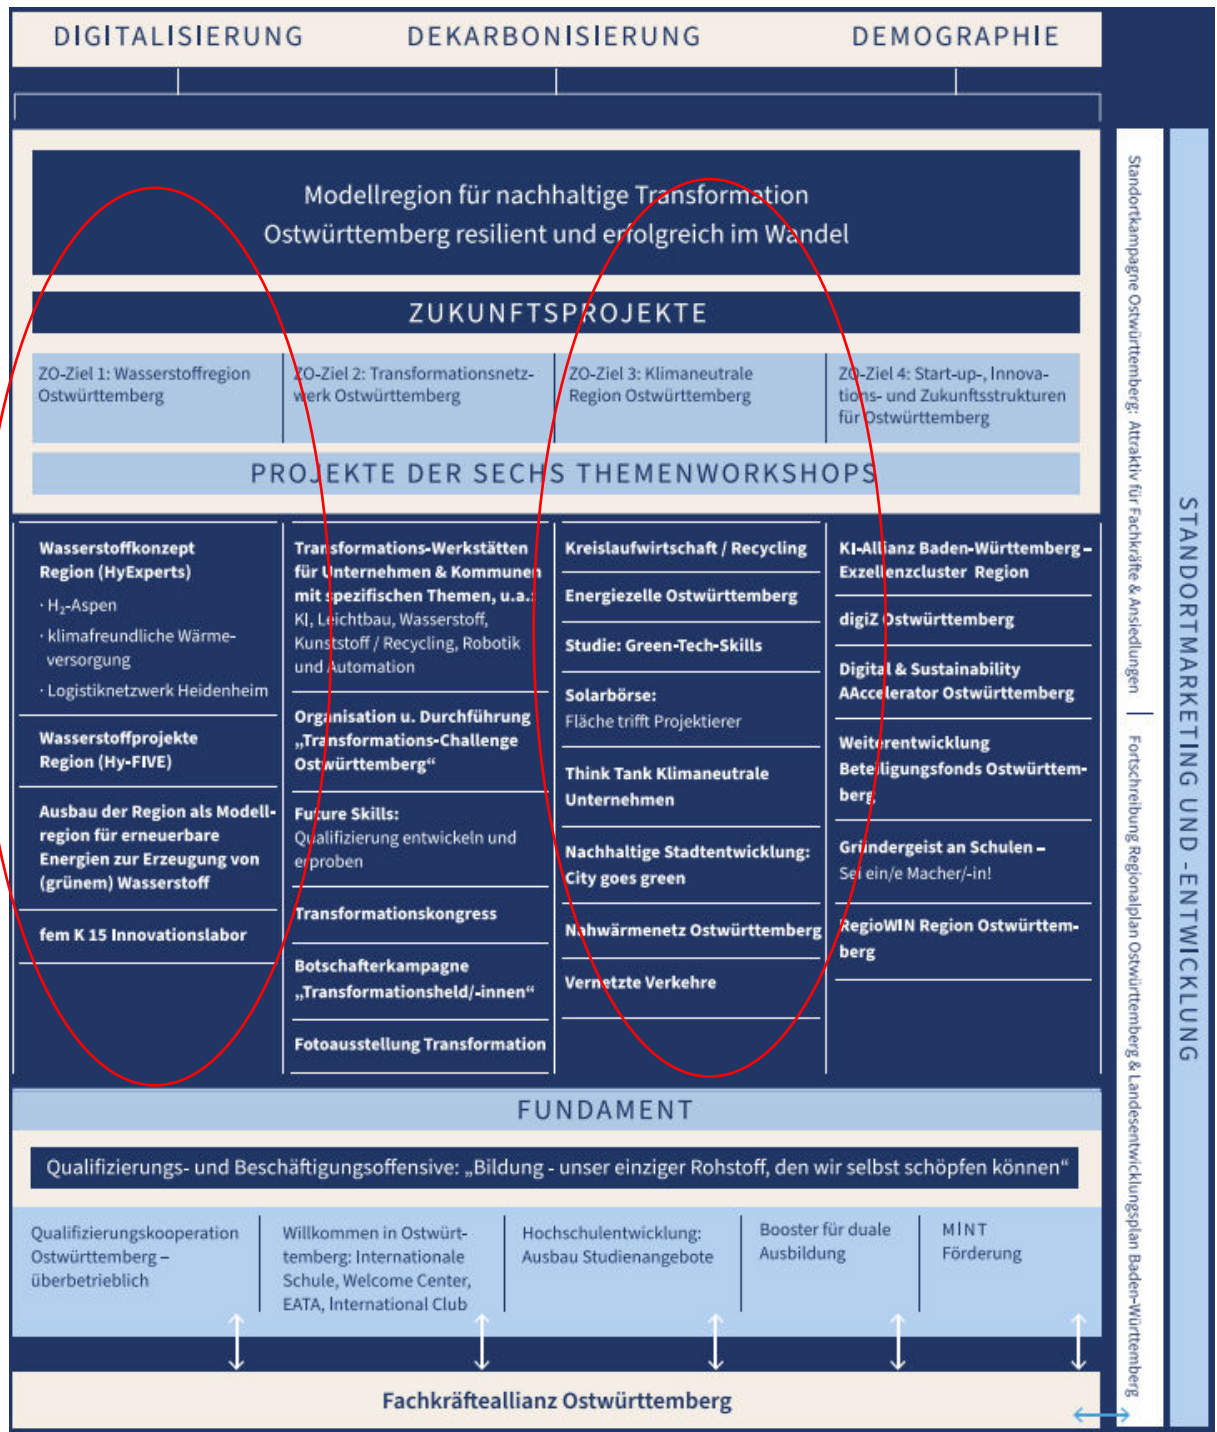 DIGITALISIERUNG
DEKARBONISIERUNG
DEMOGRAPHIE
Modellregion für nachhaltige Transformation
Ostwürttemberg resilient und erfolgreich im Wandel
ZUKUNFTSPROJEKTE
ZO-Ziel 1: Wasserstoffregion
Ostwürttemberg
ZO-Ziel 2: Transformationsnetz-
werk Ostwürttemberg
ZO-Ziel 3: Klimaneutrale
Region Ostwürttemberg
ZO-Ziel 4: Start-up-, Innova-
tions- und Zukunftsstrukturen
für Ostwürttemberg
PROJEKTE DER SECHS THEMENWORKSHOPS
Wasserstoffkonzept
Region (HyExperts)
· H₂-Aspen
· klimafreundliche Wärme-
versorgung
· Logistiknetzwerk Heidenheim
Wasserstoffprojekte
Region (Hy-FIVE)
Ausbau der Region als Modell-
region für erneuerbare
Energien zur Erzeugung von
(grünem) Wasserstoff
fem K 15 Innovationslabor
Transformations-Werkstätten
für Unternehmen & Kommunen
mit spezifischen Themen, u.a.:
KI, Leichtbau, Wasserstoff,
Kunststoff / Recycling, Robotik
und Automation
Organisation u. Durchführung
„Transformations-Challenge
Ostwürttemberg“
Future Skills:
Qualifizierung entwickeln und
erproben
Transformationskongress
Botschafterkampagne
„Transformationsheld/-innen“
Fotoausstellung Transformation
Kreislaufwirtschaft / Recycling
Energiezelle Ostwürttemberg
Studie: Green-Tech-Skills
Solarbörse:
Fläche trifft Projektierer
Think Tank Klimaneutrale
Unternehmen
Nachhaltige Stadtentwicklung:
City goes green
Nahwärmenetz Ostwürttemberg
Vernetzte Verkehre
KI-Allianz Baden-Württemberg –
Exzellenzcluster Region
digiZ Ostwürttemberg
Digital & Sustainability
AAccelerator Ostwürttemberg
Weiterentwicklung
Beteiligungsfonds Ostwürttem-
berg
Gründergeist an Schulen –
Sei ein/e Macher/-in!
RegioWIN Region Ostwürttem-
berg
FUNDAMENT
Qualifizierungs- und Beschäftigungsoffensive: „Bildung - unser einziger Rohstoff, den wir selbst schöpfen können“
Qualifizierungskooperation
Ostwürttemberg –
überbetrieblich
Willkommen in Ostwürt-
temberg: Internationale
Schule, Welcome Center,
EATA, International Club
Hochschulentwicklung:
Ausbau Studienangebote
Booster für duale
Ausbildung
MINT
Förderung
Fachkräfteallianz Ostwürttemberg
Standortkampagne Ostwürttemberg: Attraktiv für Fachkräfte & Ansiedlungen
Fortschreibung Regionalplan Ostwürttemberg & Landesentwicklungsplan Baden-Württemberg
STANDORTMARKETING UND -ENTWICKLUNG